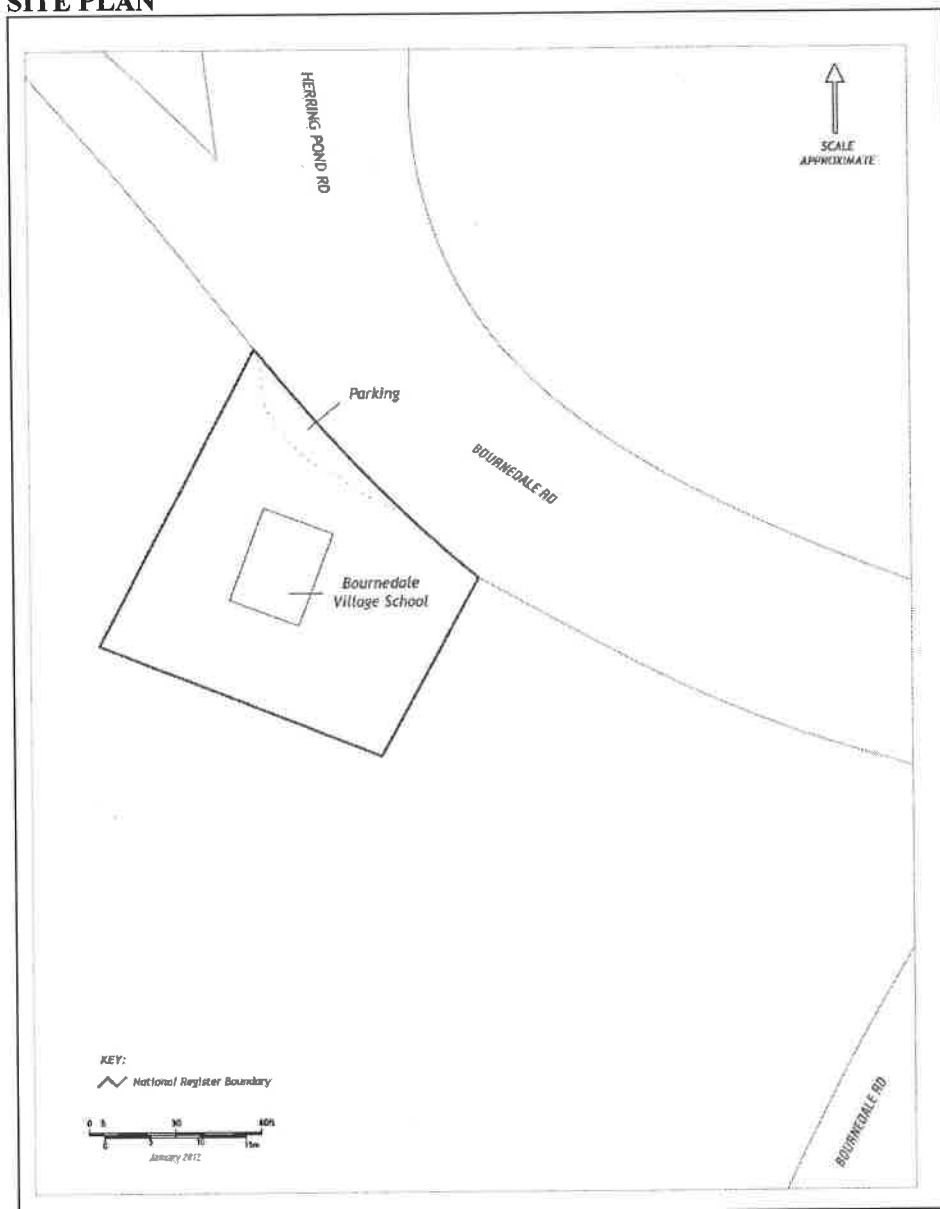 SITE PLAN
HERRING POND RD
SCALE
APPROXIMATE
Parking
BOURNEDALE RD
Bournedale
Village School
KEY:
National Register Boundary
0 5 30 60ft
0 5 10 15m
January 2012
BOURNEDALE RD